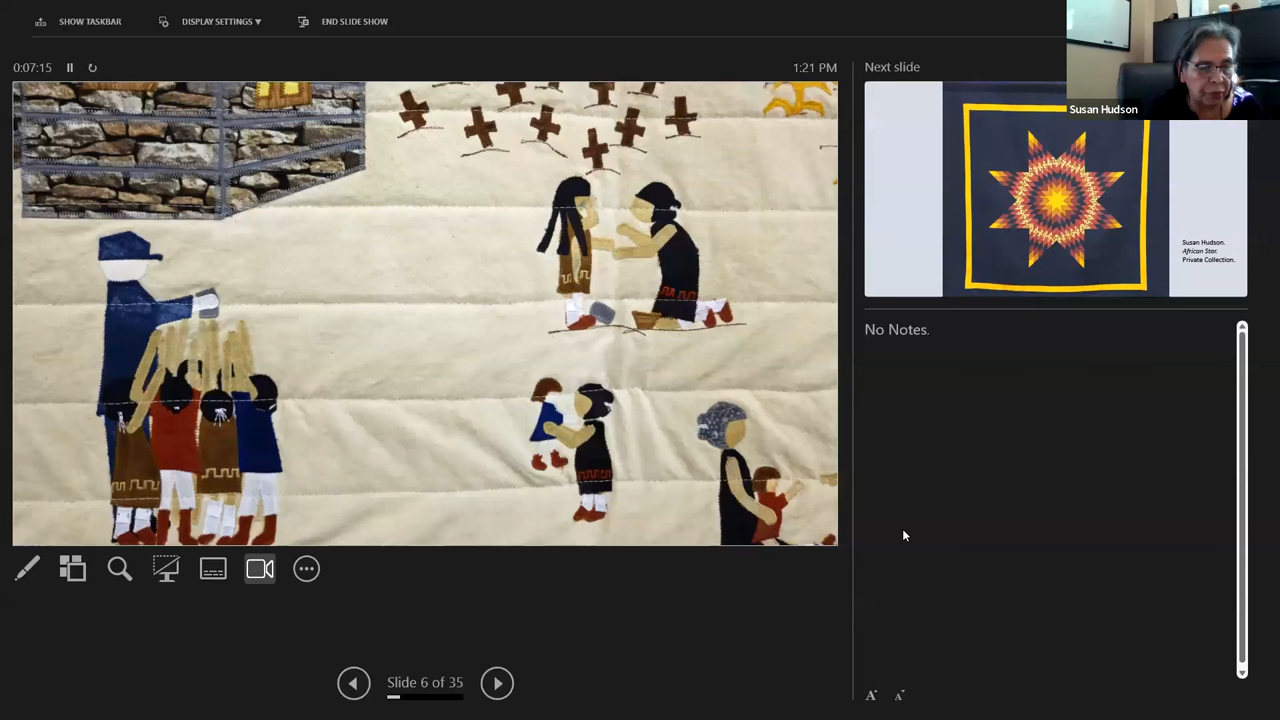 SHOW TASKBAR
DISPLAY SETTINGS ▼
END SLIDE SHOW
0:07:15
1:21 PM
Next slide
Susan Hudson
Susan Hudson.
African Star.
Private Collection.
No Notes.
Slide 6 of 35
A
A